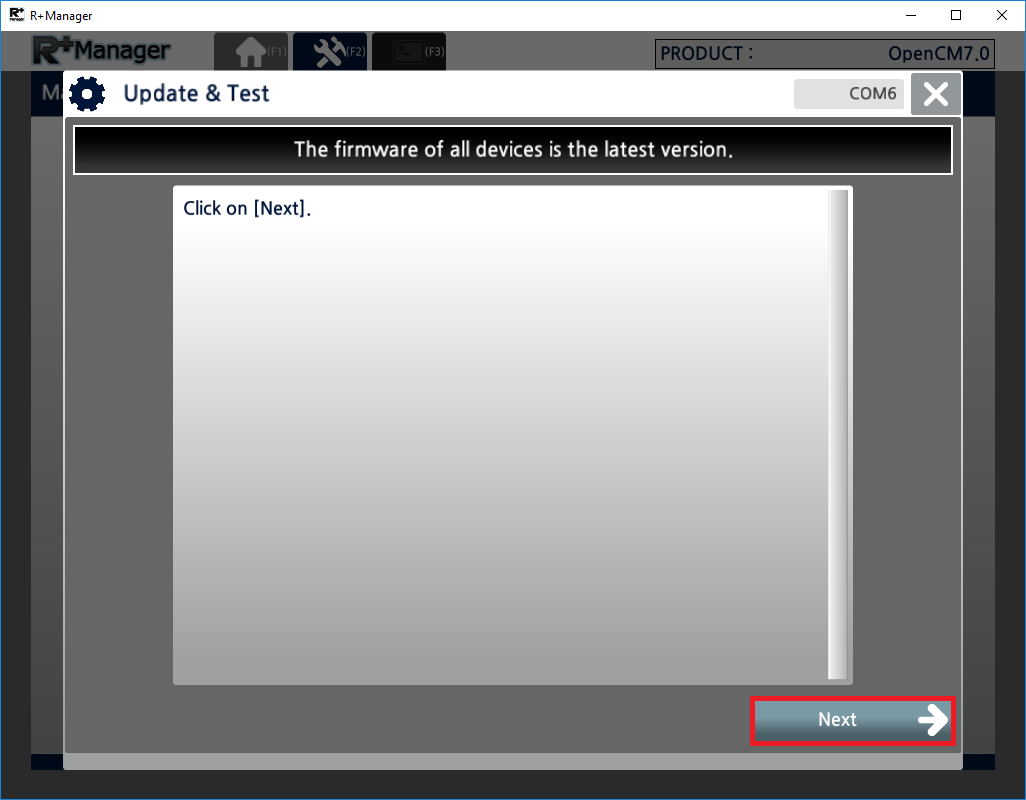 R+ Manager R+Manager
R+Manager (F1) (F2) (F3) PRODUCT : OpenCM7.0
Update & Test COM6
The firmware of all devices is the latest version.
Click on [Next].
Next